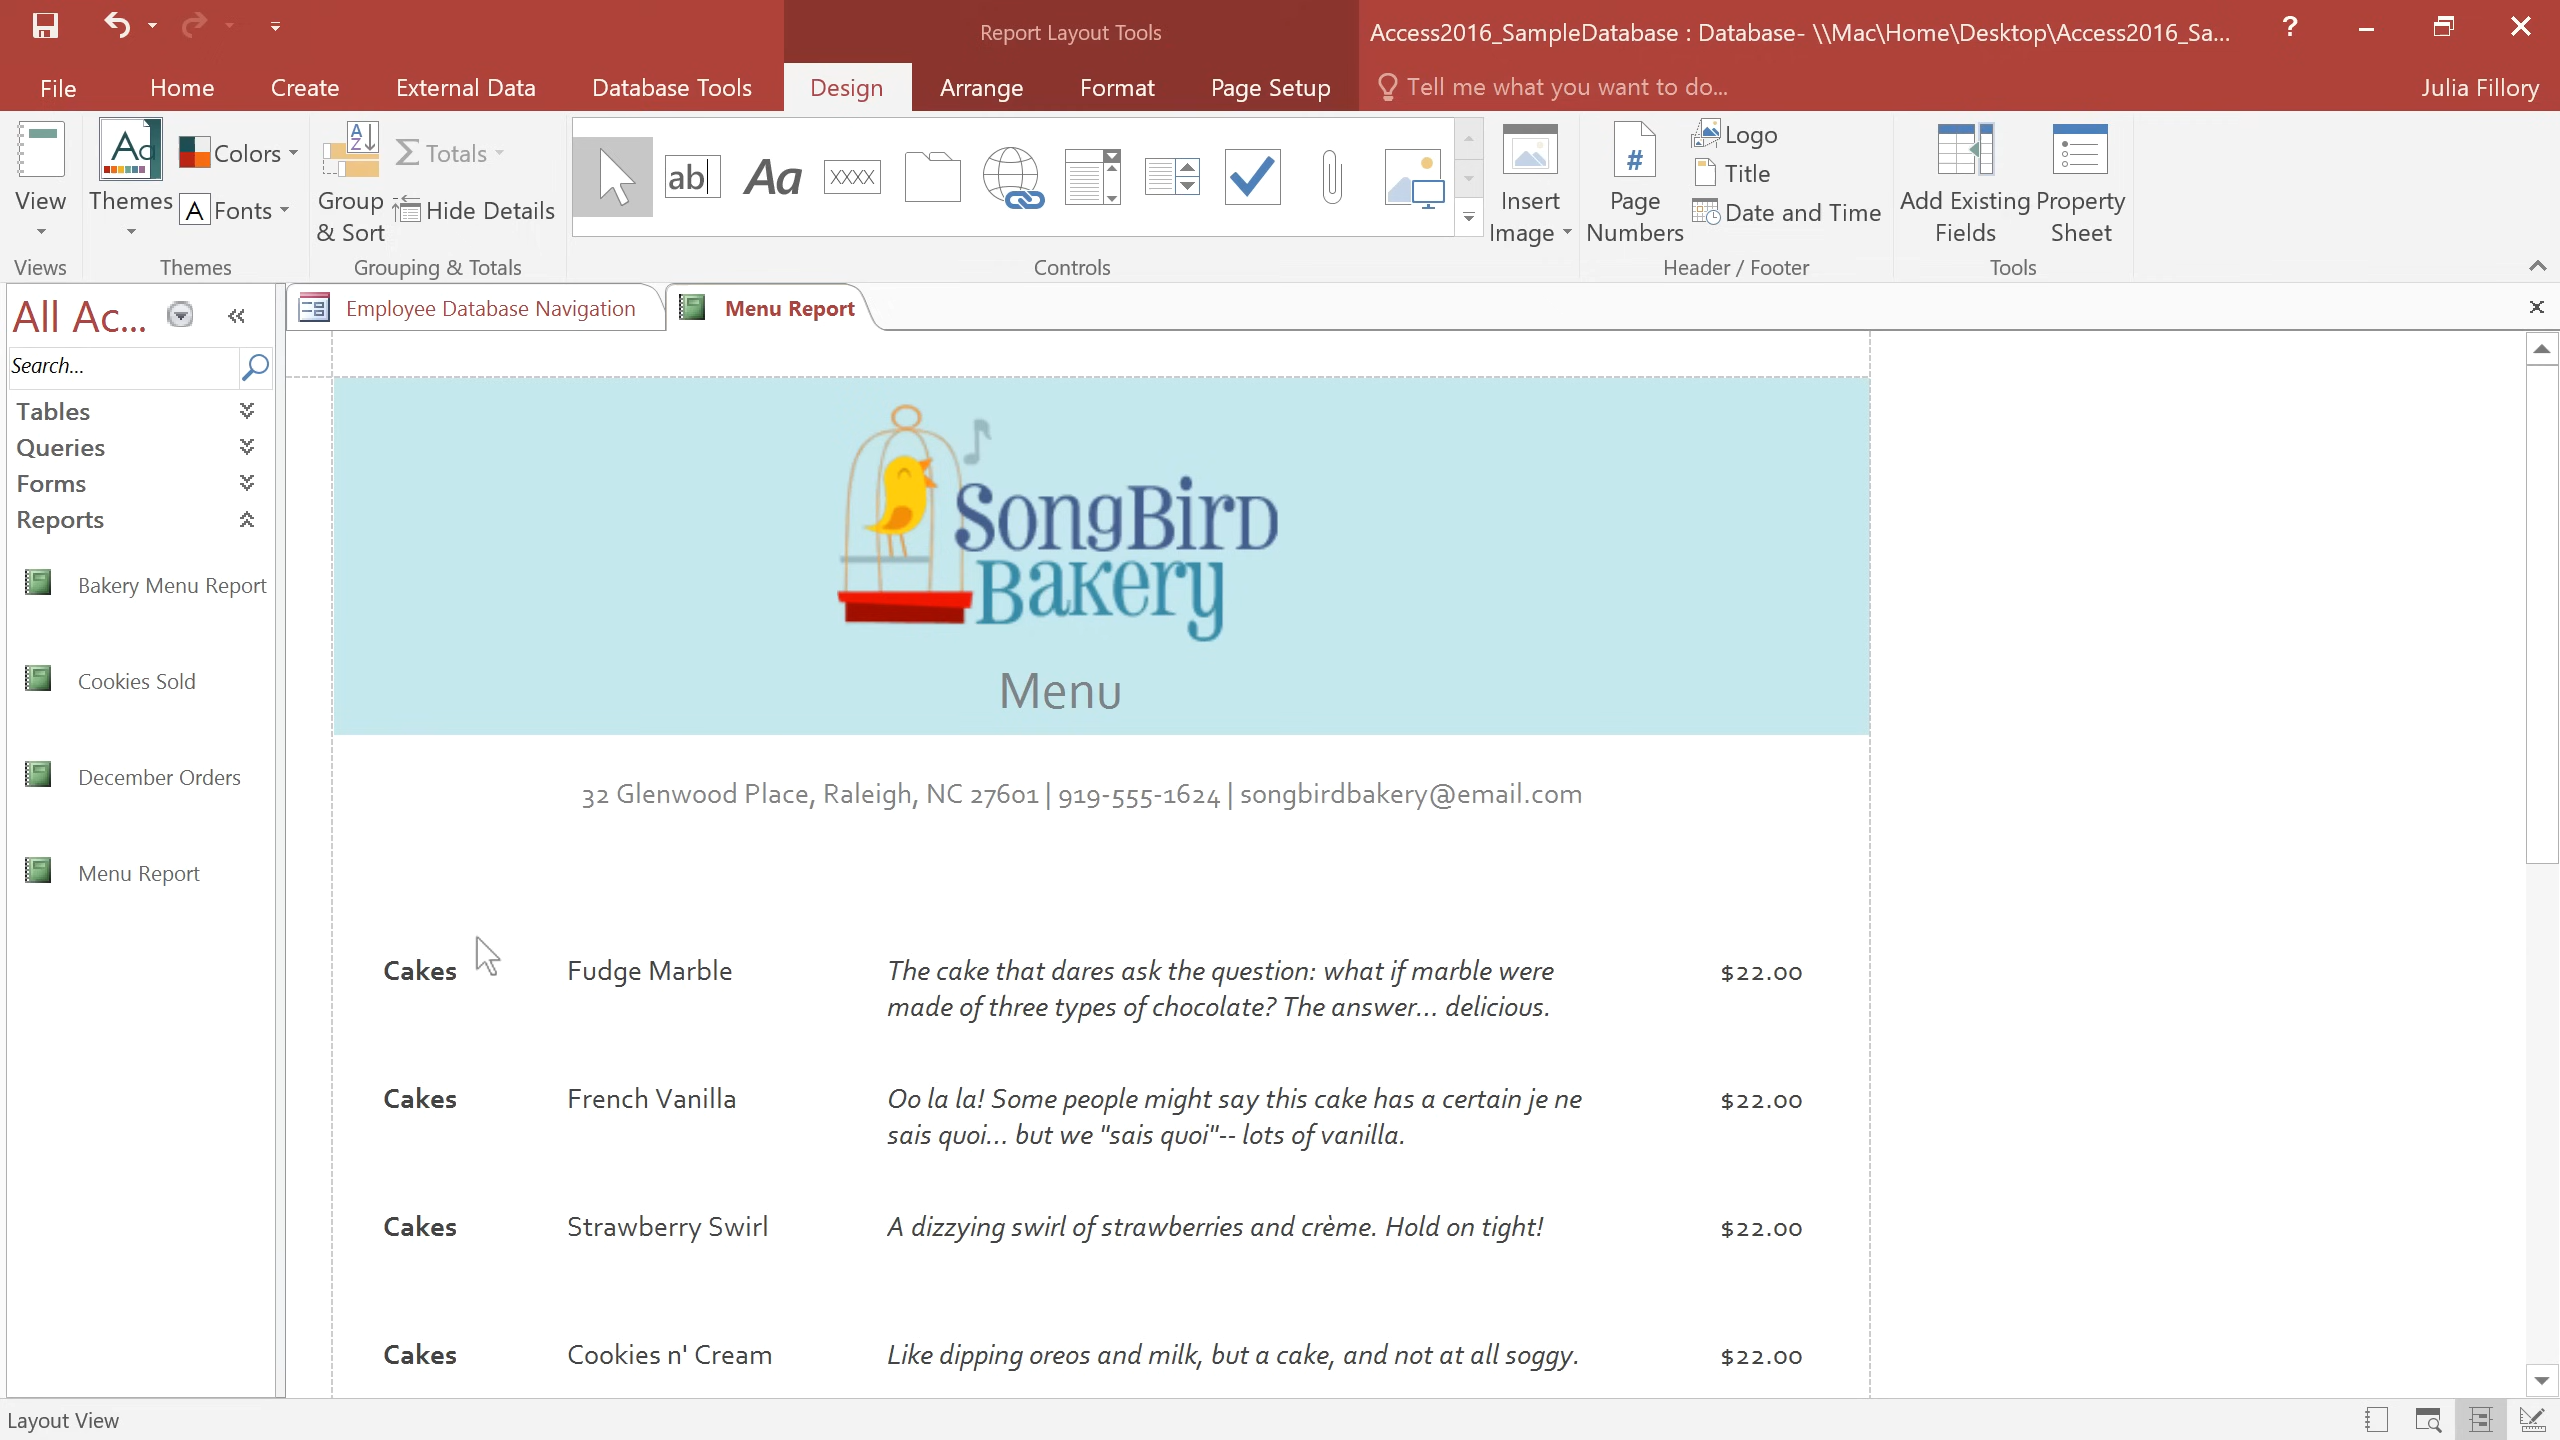 Report Layout Tools
Access2016_SampleDatabase : Database- \\Mac\Home\Desktop\Access2016_Sa...
?
File Home Create External Data Database Tools Design Arrange Format Page Setup Tell me what you want to do... Julia Fillory
View
Themes
Colors
Fonts
Group & Sort
Totals
Hide Details
ab
Aa
XXXX
Insert Image
Page Numbers
Logo
Title
Date and Time
Add Existing Fields
Property Sheet
Views Themes Grouping & Totals Controls Header / Footer Tools
All Ac...
Search...
Tables
Queries
Forms
Reports
Bakery Menu Report
Cookies Sold
December Orders
Menu Report
Employee Database Navigation
Menu Report
SongBird
Bakery
Menu
32 Glenwood Place, Raleigh, NC 27601 | 919-555-1624 | songbirdbakery@email.com
Cakes Fudge Marble The cake that dares ask the question: what if marble were $22.00
made of three types of chocolate? The answer... delicious.
Cakes French Vanilla Oo la la! Some people might say this cake has a certain je ne $22.00
sais quoi... but we "sais quoi"-- lots of vanilla.
Cakes Strawberry Swirl A dizzying swirl of strawberries and crème. Hold on tight! $22.00
Cakes Cookies n' Cream Like dipping oreos and milk, but a cake, and not at all soggy. $22.00
Layout View